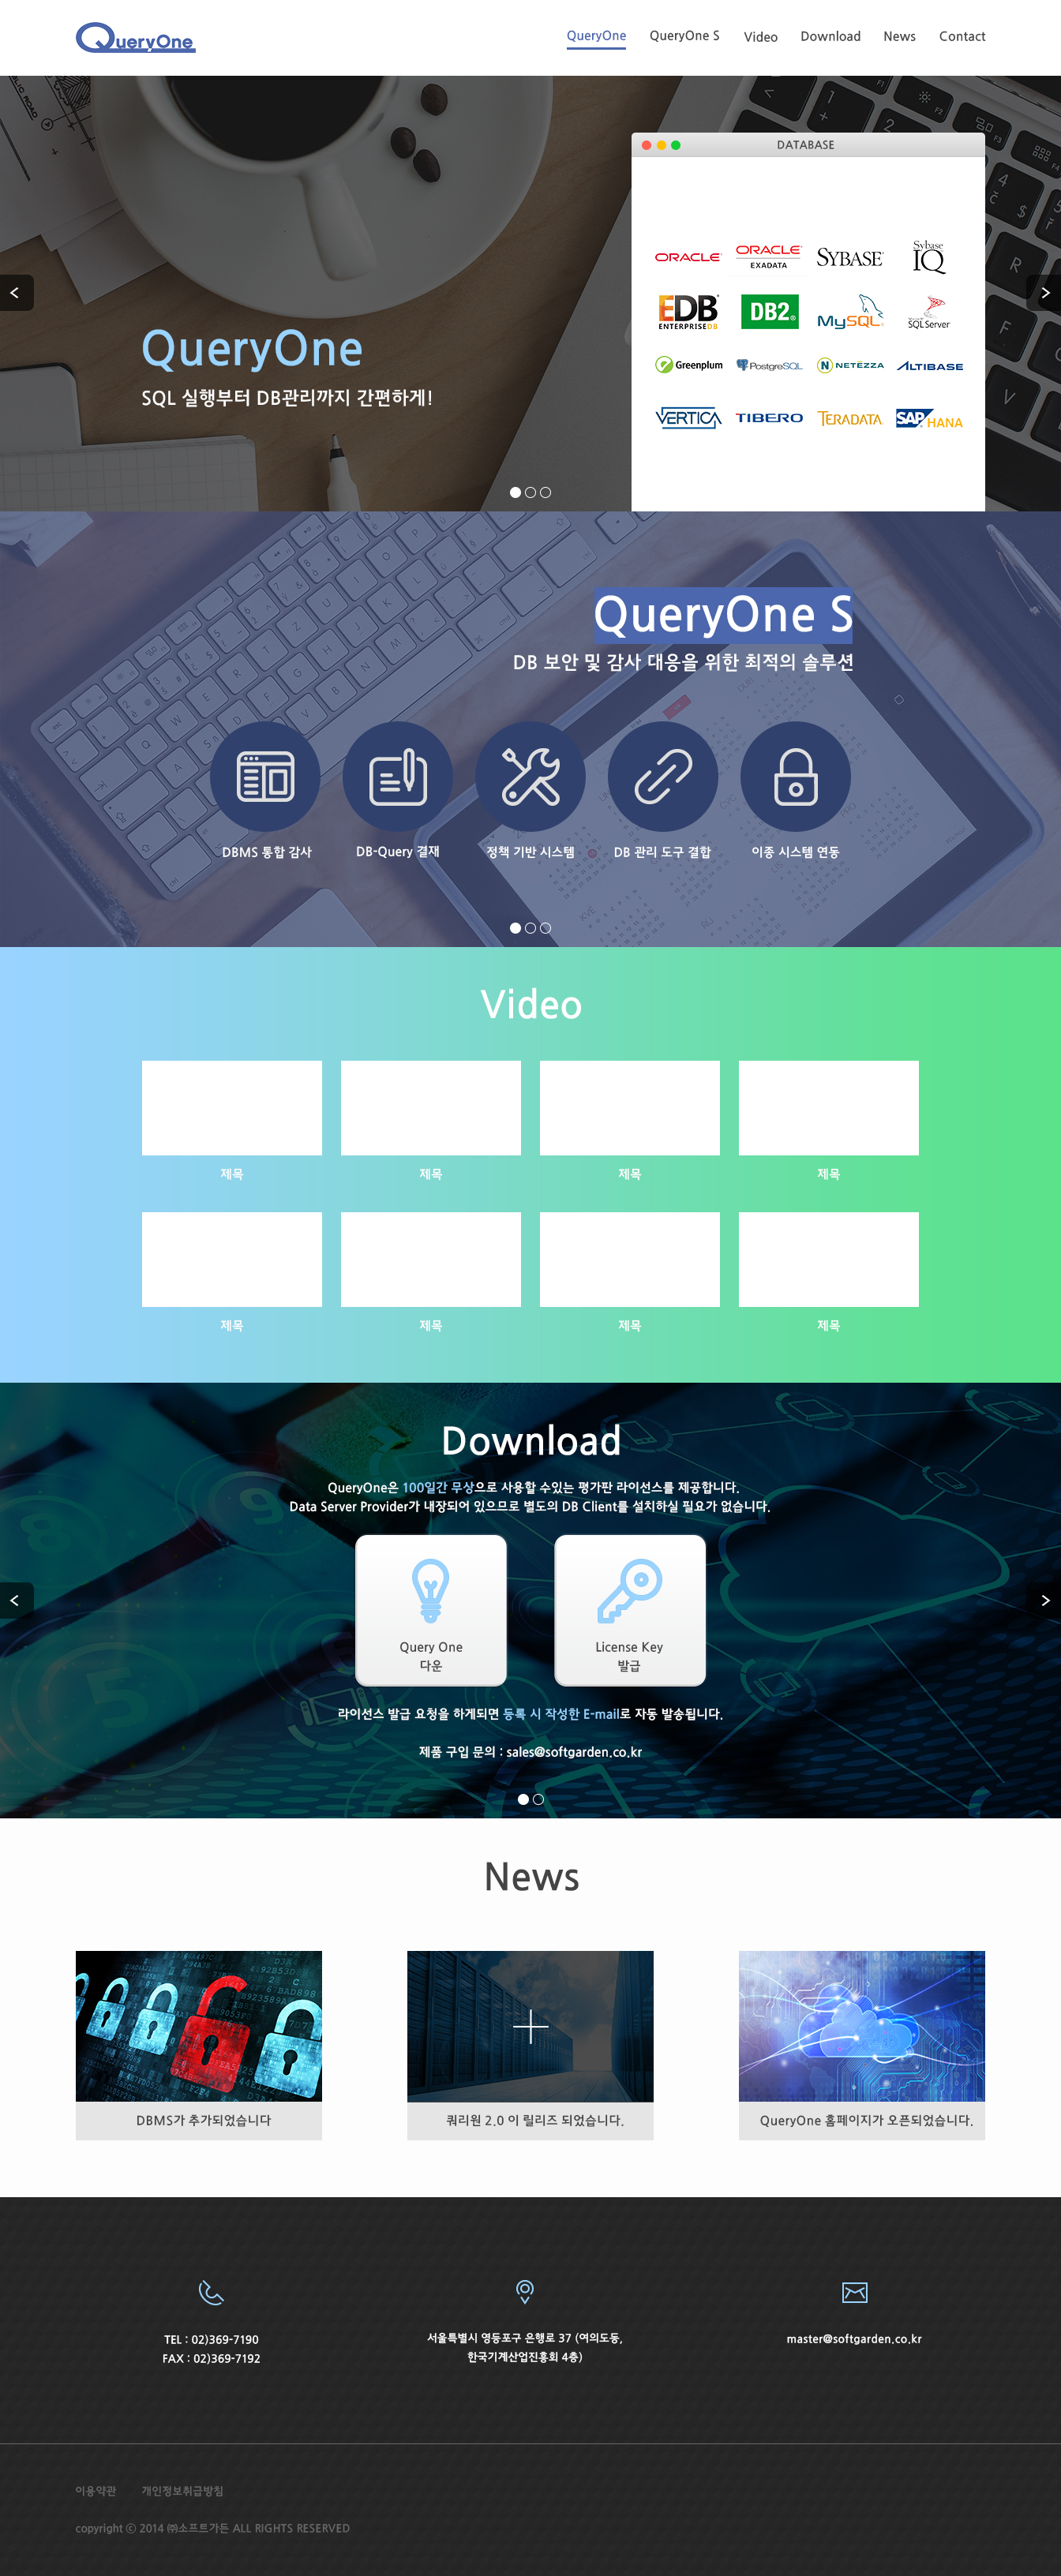 QueryOne
QueryOne QueryOne S Video Download News Contact
DATABASE
ORACLE ORACLE EXADATA SYBASE Sybase IQ
EDB ENTERPRISEDB DB2 MySQL Microsoft SQL Server
Greenplum PostgreSQL NETEZZA ALTIBASE
VERTICA TIBERO TERADATA SAP HANA
QueryOne
SQL 실행부터 DB관리까지 간편하게!
QueryOne S
DB 보안 및 감사 대응을 위한 최적의 솔루션
DBMS 통합 감사 DB-Query 결재 정책 기반 시스템 DB 관리 도구 결합 이종 시스템 연동
Video
제목 제목 제목 제목
제목 제목 제목 제목
Download
QueryOne은 100일간 무상으로 사용할 수있는 평가판 라이선스를 제공합니다.
Data Server Provider가 내장되어 있으므로 별도의 DB Client를 설치하실 필요가 없습니다.
Query One
다운
License Key
발급
라이선스 발급 요청을 하게되면 등록 시 작성한 E-mail로 자동 발송됩니다.
제품 구입 문의 : sales@softgarden.co.kr
News
DBMS가 추가되었습니다
쿼리원 2.0 이 릴리즈 되었습니다.
QueryOne 홈페이지가 오픈되었습니다.
TEL : 02)369-7190
FAX : 02)369-7192
서울특별시 영등포구 은행로 37 (여의도동,
한국기계산업진흥회 4층)
master@softgarden.co.kr
이용약관 개인정보취급방침
copyright ⓒ 2014 ㈜소프트가든 ALL RIGHTS RESERVED